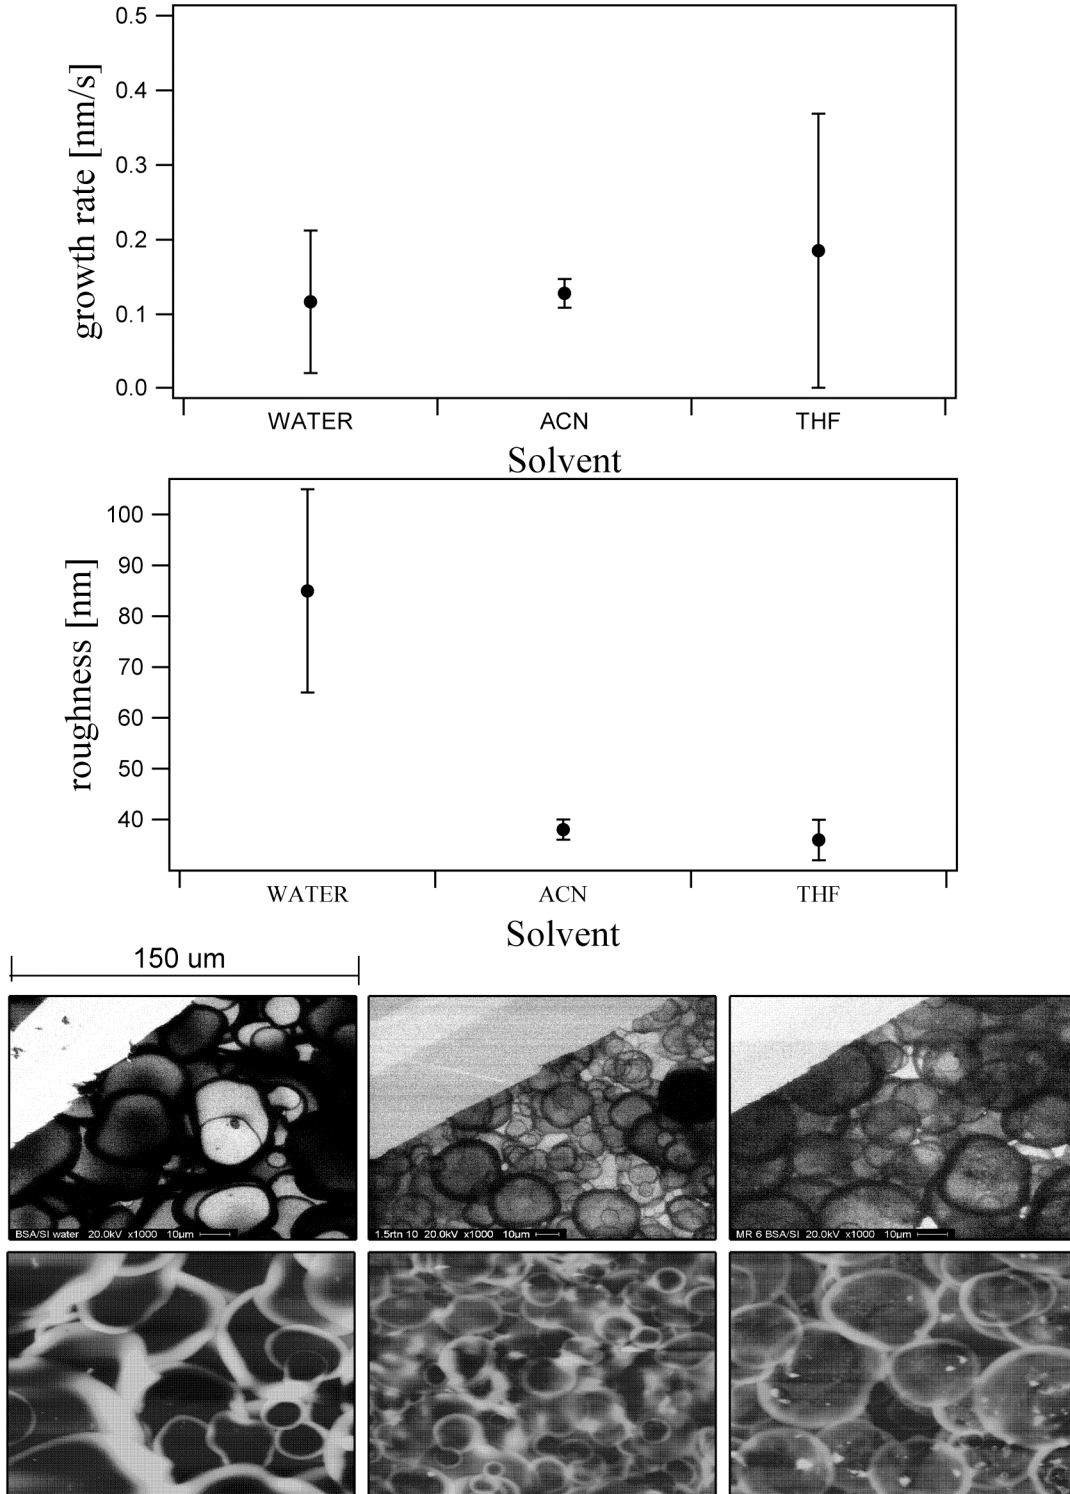 0.5
0.4
0.3
0.2
0.1
0.0
growth rate [nm/s]
WATER ACN THF
Solvent
100
90
80
70
60
50
40
roughness [nm]
WATER ACN THF
Solvent
150 um
BSA/SI water 20.0kV x1000 10µm
1.5rtn 10 20.0kV x1000 10µm
MR 6 BSA/SI 20.0kV x1000 10µm